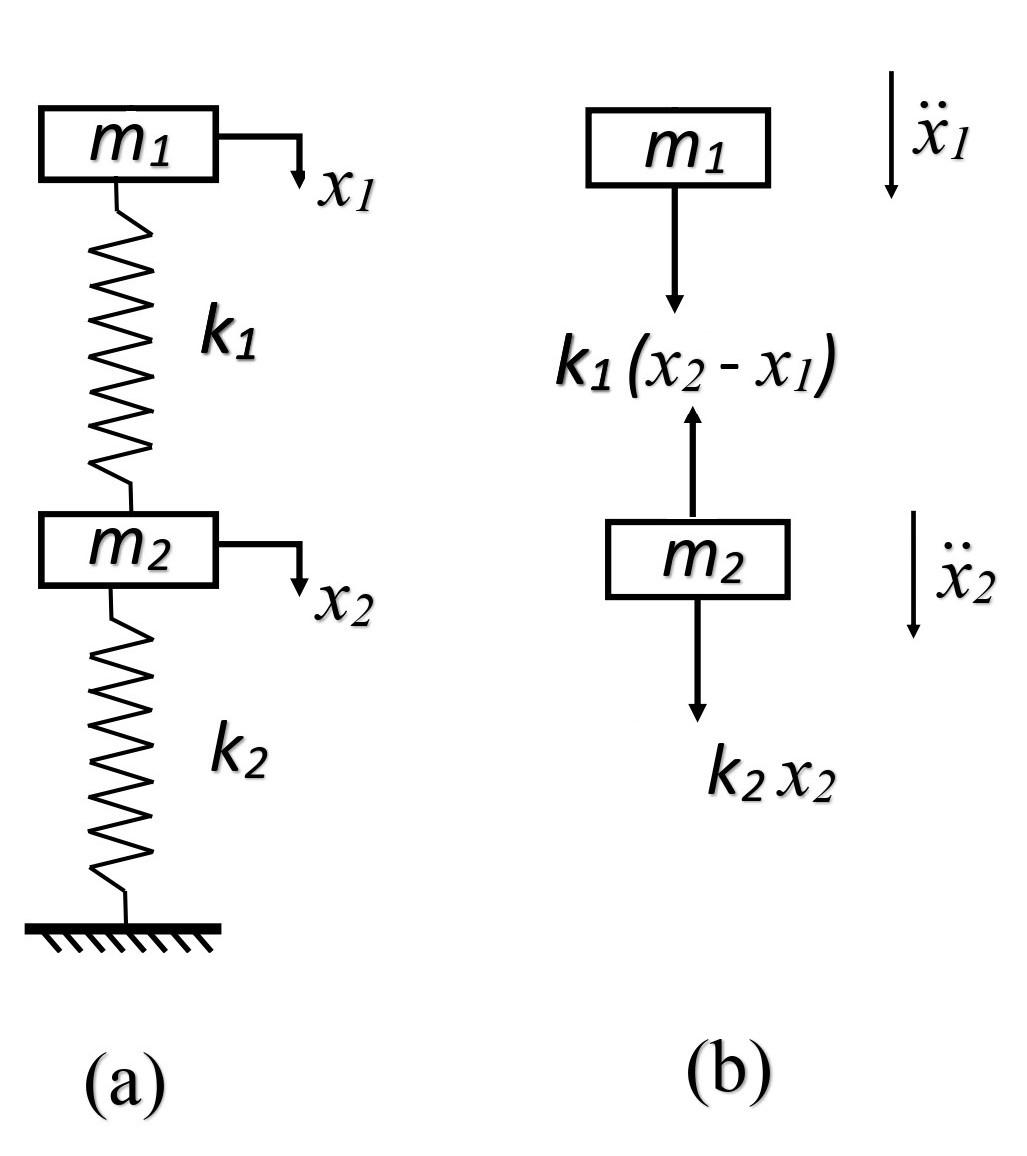 m₁
x₁
k₁
m₂
x₂
k₂
(a)
m₁
ẍ₁
k₁ (x₂ - x₁)
m₂
ẍ₂
k₂ x₂
(b)